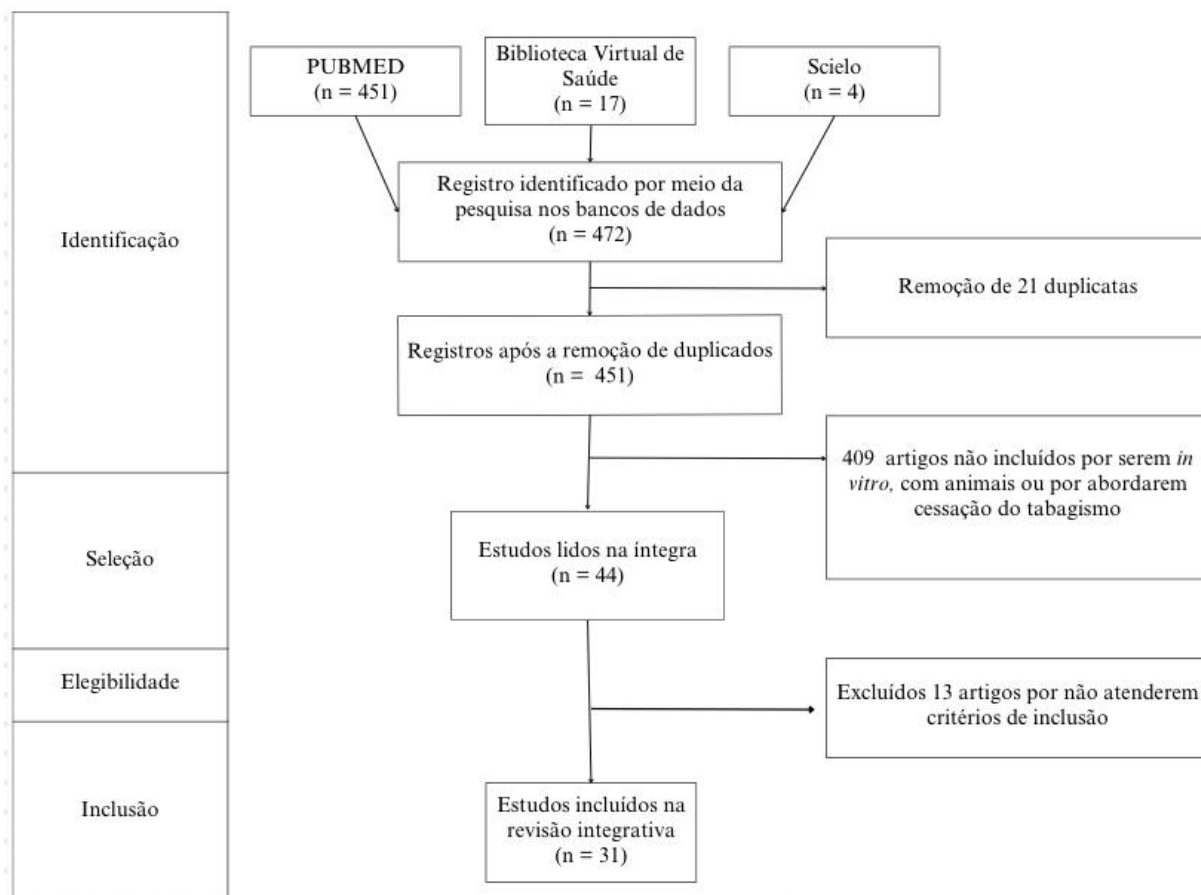 PUBMED
(n = 451)
Biblioteca Virtual de
Saúde
(n = 17)
Scielo
(n = 4)
Registro identificado por meio da
pesquisa nos bancos de dados
(n = 472)
Identificação
Remoção de 21 duplicatas
Registros após a remoção de duplicados
(n = 451)
409 artigos não incluídos por serem in
vitro, com animais ou por abordarem
cessação do tabagismo
Seleção
Estudos lidos na íntegra
(n = 44)
Elegibilidade
Excluídos 13 artigos por não atenderem
critérios de inclusão
Inclusão
Estudos incluídos na
revisão integrativa
(n = 31)